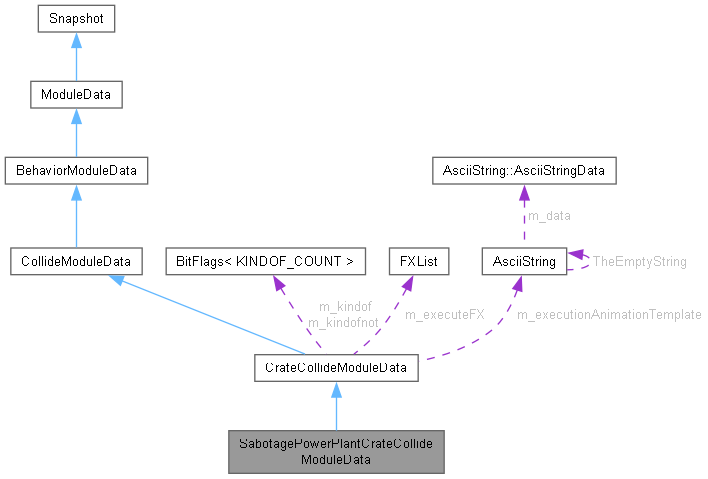 Snapshot
ModuleData
BehaviorModuleData
AsciiString::AsciiStringData
m_data
CollideModuleData
BitFlags< KINDOF_COUNT >
FXList
AsciiString
TheEmptyString
m_kindof
m_kindofnot
m_executeFX
m_executionAnimationTemplate
CrateCollideModuleData
SabotagePowerPlantCrateCollide
ModuleData